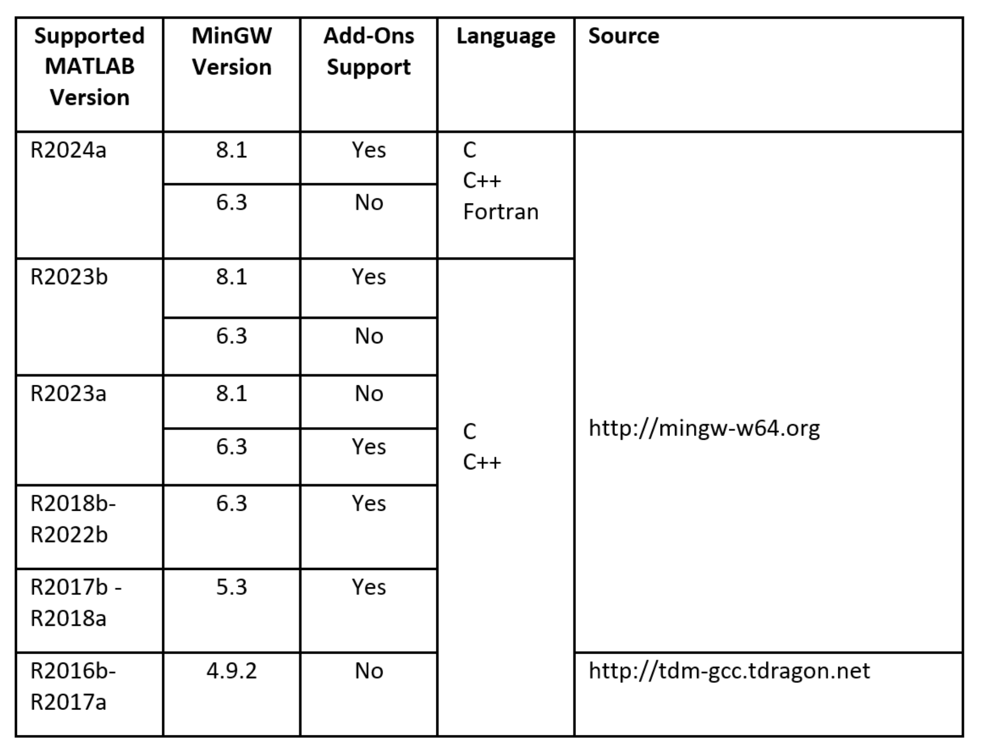 Supported
MATLAB
Version
MinGW
Version
Add-Ons
Support
Language
Source
R2024a
8.1
Yes
C
C++
Fortran
6.3
No
R2023b
8.1
Yes
6.3
No
R2023a
8.1
No
6.3
Yes
C
C++
http://mingw-w64.org
R2018b-
R2022b
6.3
Yes
R2017b -
R2018a
5.3
Yes
R2016b-
R2017a
4.9.2
No
http://tdm-gcc.tdragon.net